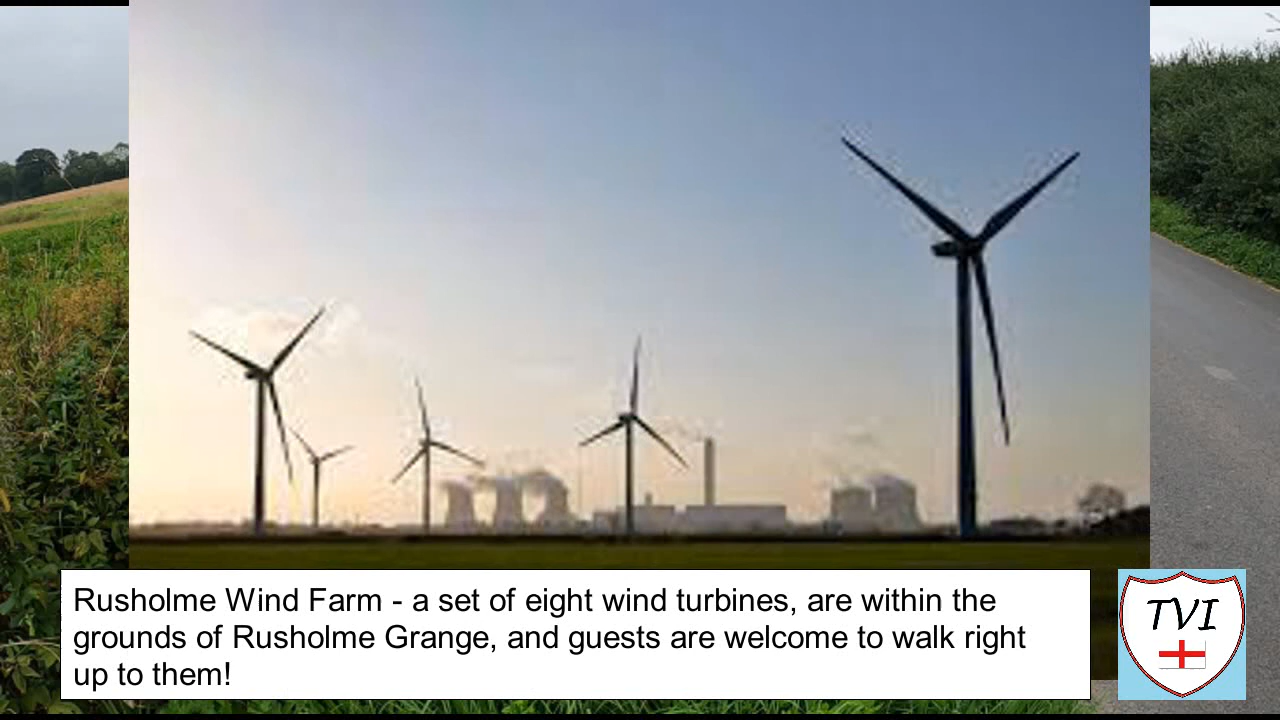 Rusholme Wind Farm - a set of eight wind turbines, are within the
grounds of Rusholme Grange, and guests are welcome to walk right
up to them!
TVI